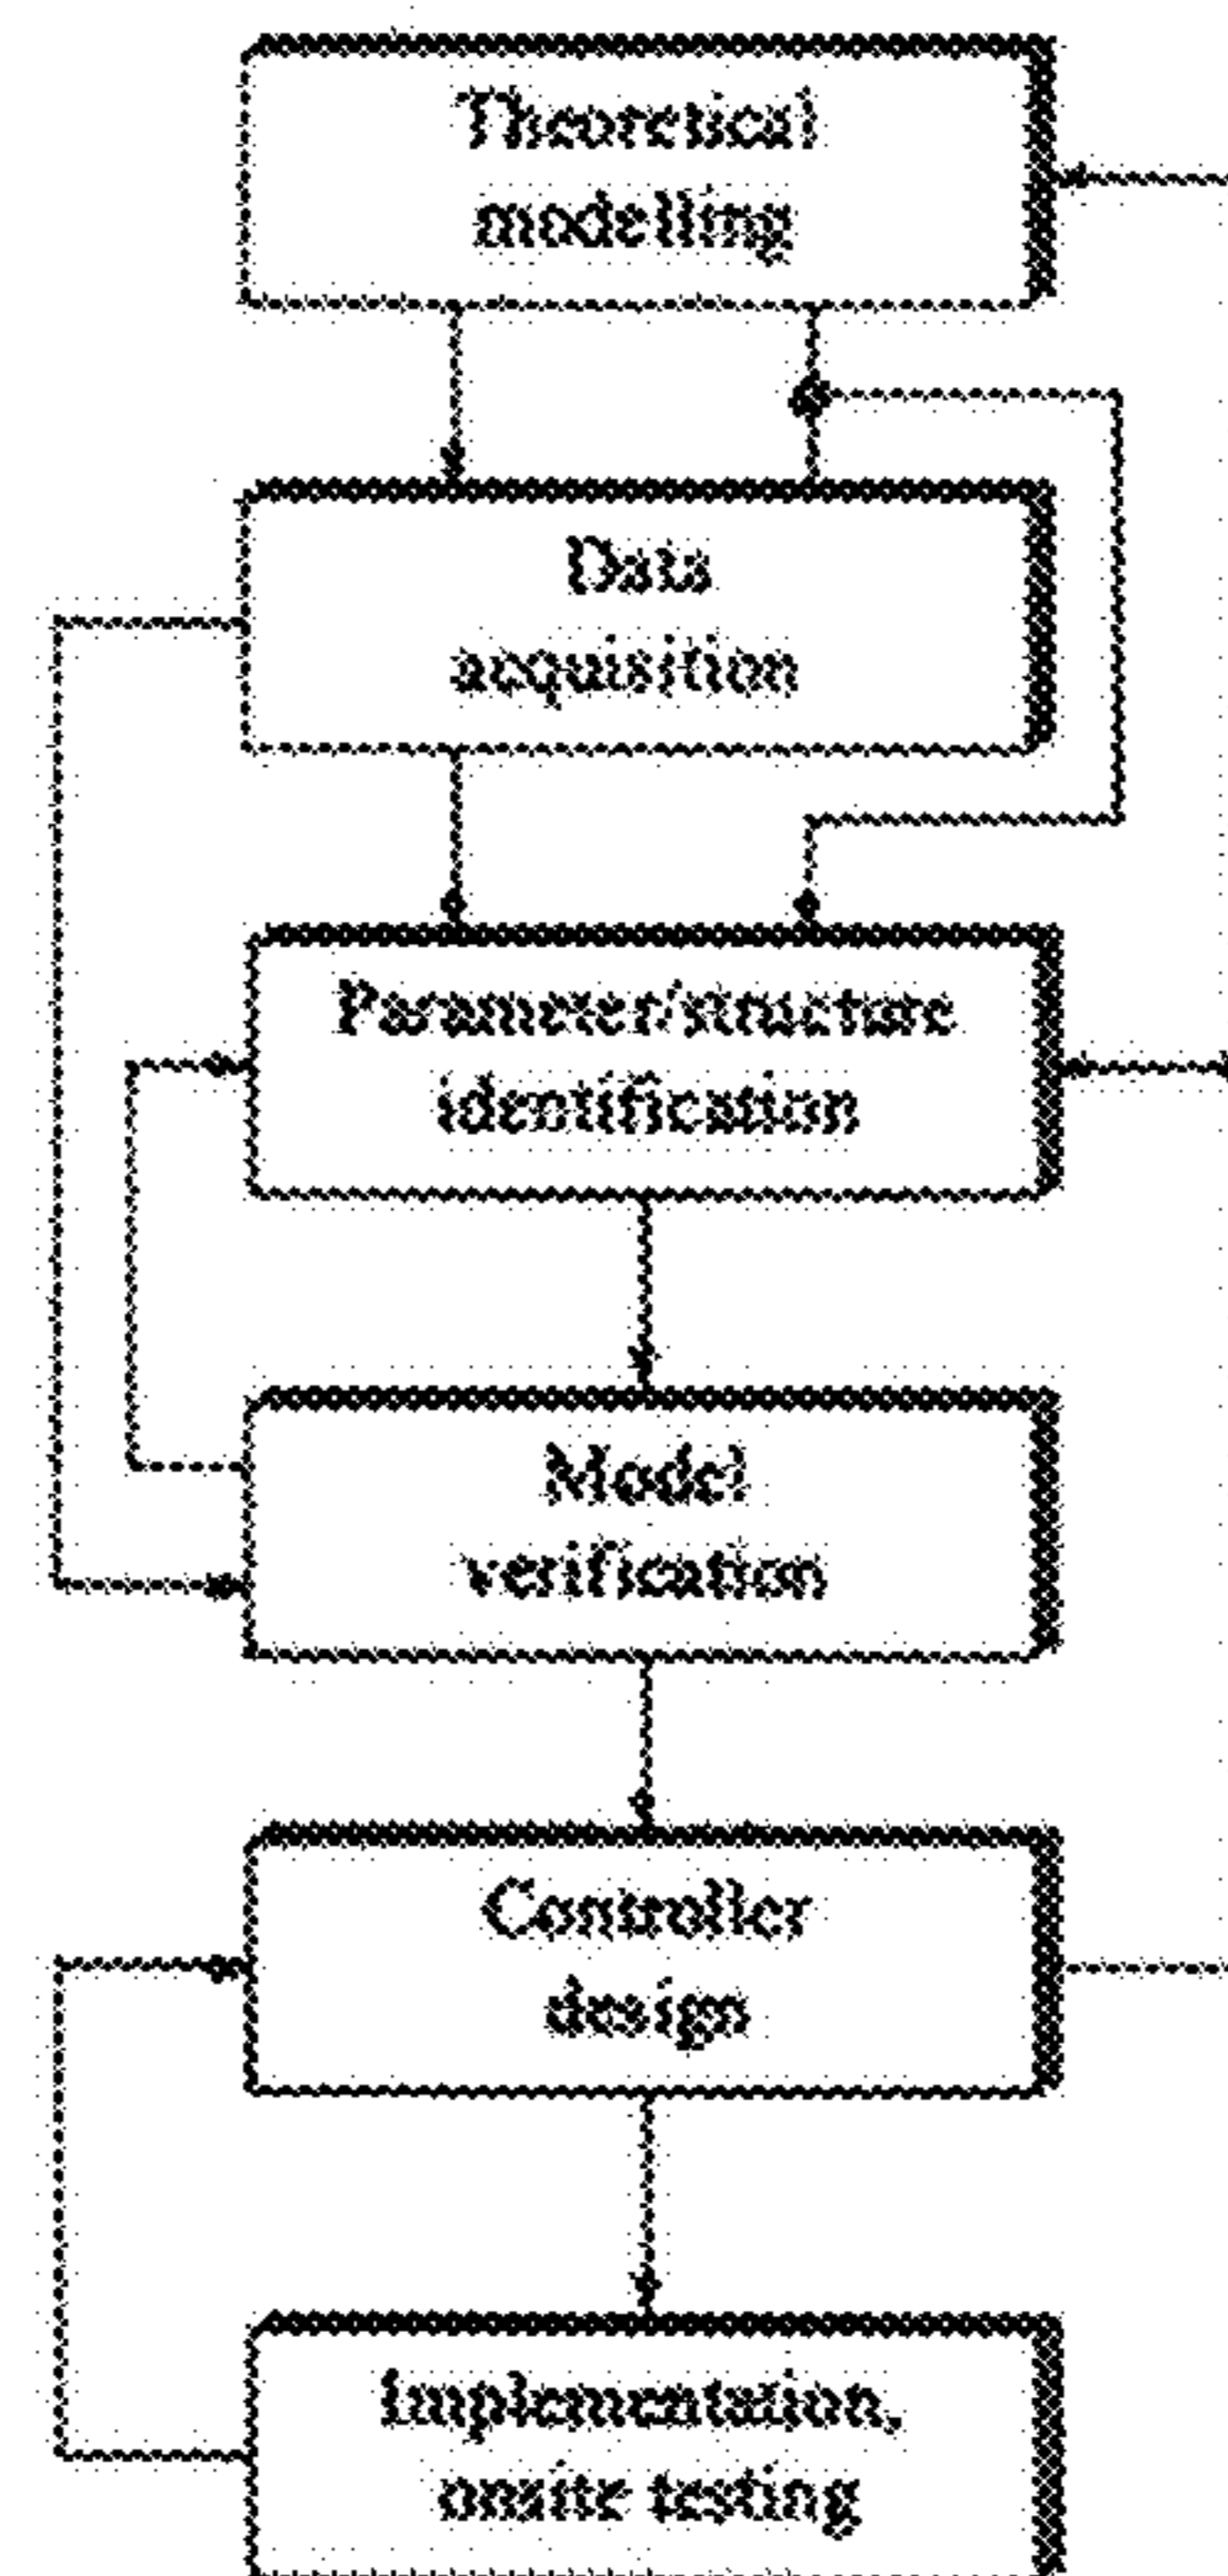 Theoretical
modelling
Data
acquisition
Parameter/structure
identification
Model
verification
Controller
design
Implementation,
onsite testing